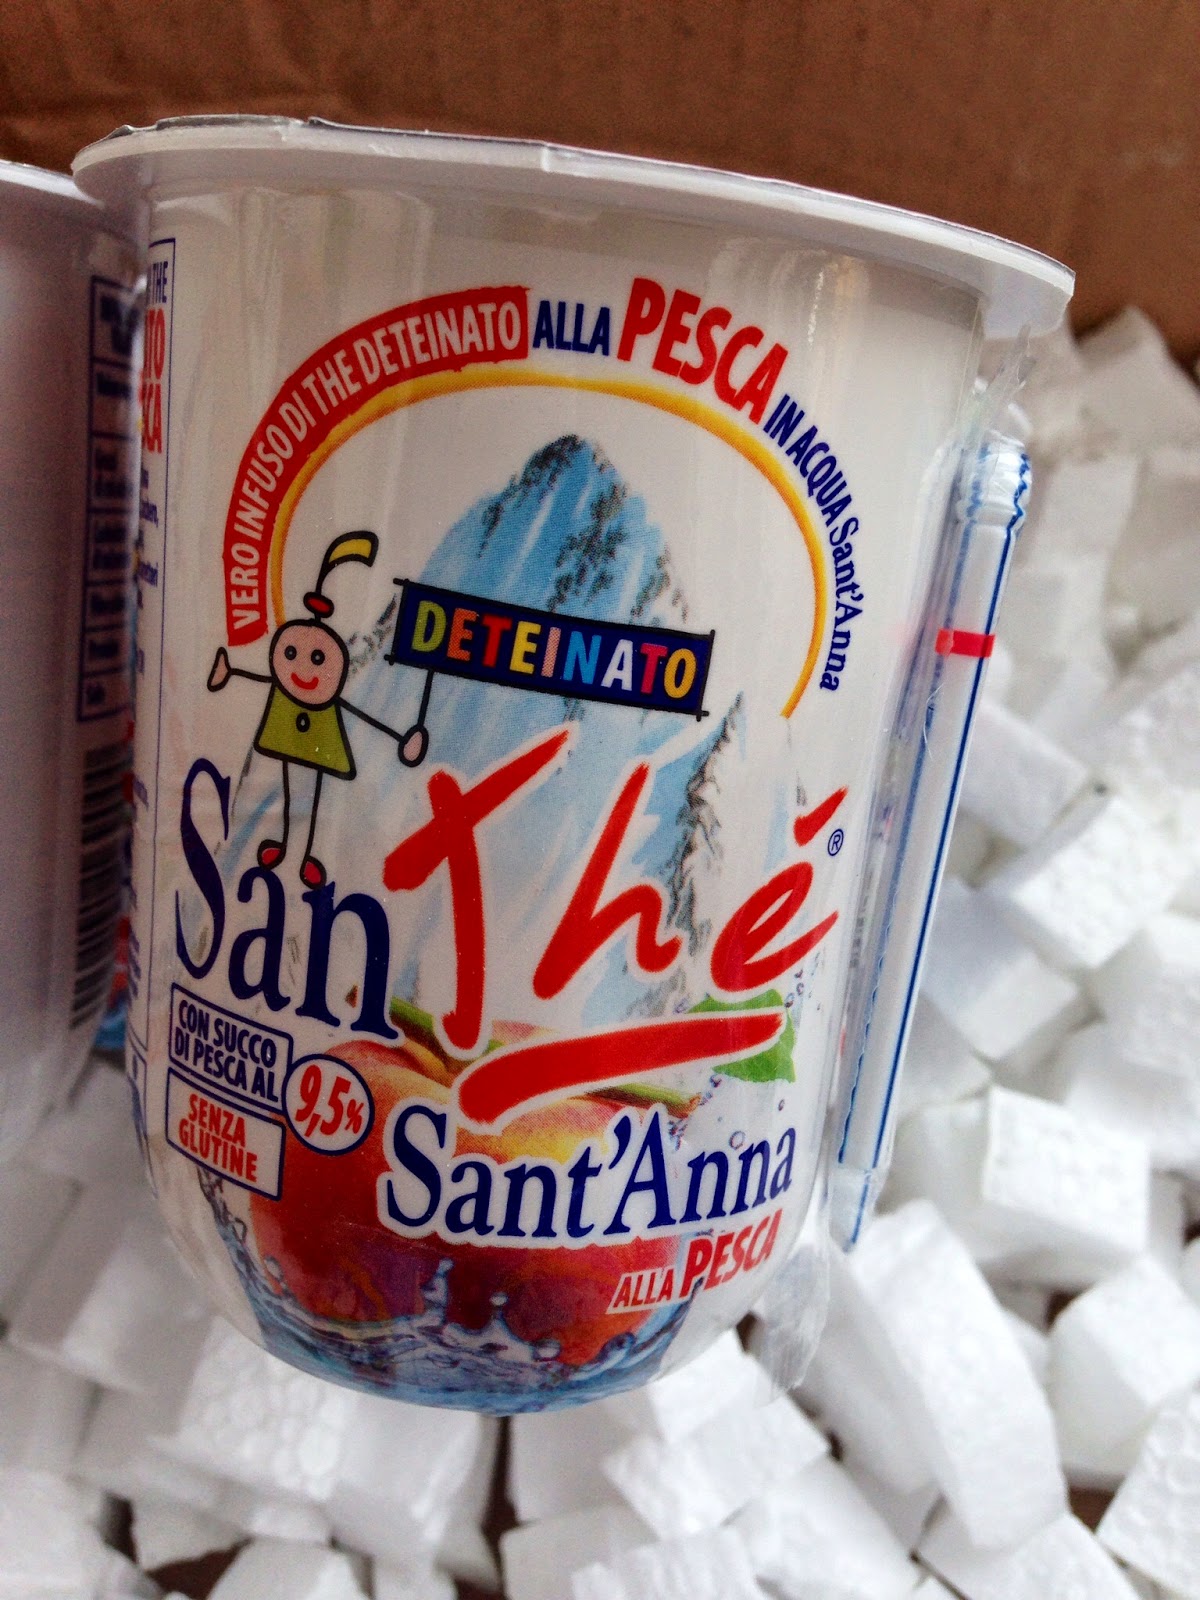 VERO INFUSO DI THE DETEINATO ALLA PESCA IN ACQUA Sant'Anna
DETEINATO
San Thé ®
CON SUCCO
DI PESCA AL
9,5%
SENZA
GLUTINE
Sant'Anna
ALLA PESCA